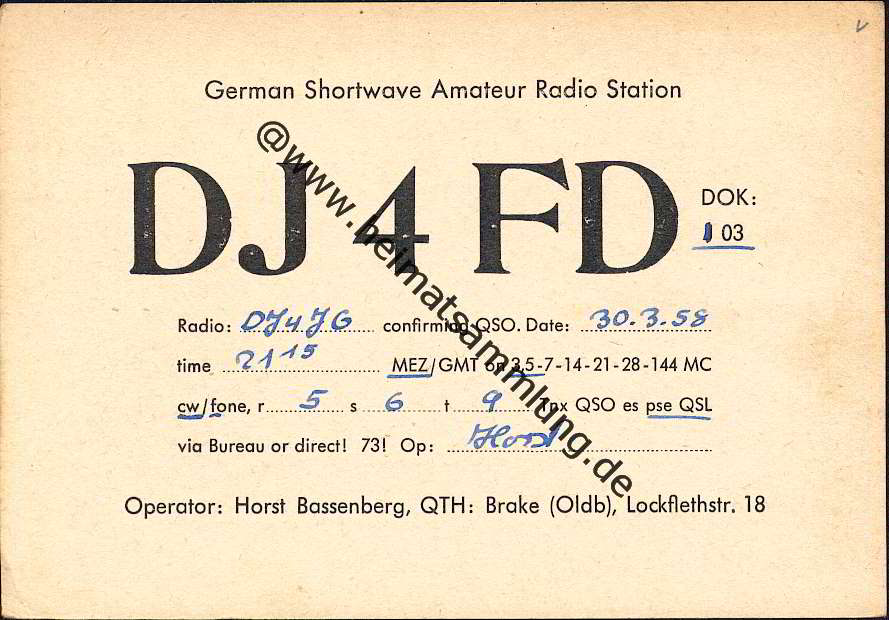 German Shortwave Amateur Radio Station
DJ 4 FD
DOK:
I 03
Radio: DJ4JG confirming QSO. Date: 30.3.58
time 21 15 MEZ/GMT on 3,5-7-14-21-28-144 MC
cw/fone, r 5 s 6 t 9 Tnx QSO es pse QSL
via Bureau or direct! 73! Op: Horst
Operator: Horst Bassenberg, QTH: Brake (Oldb), Lockflethstr. 18
@www.heimatsammlung.de